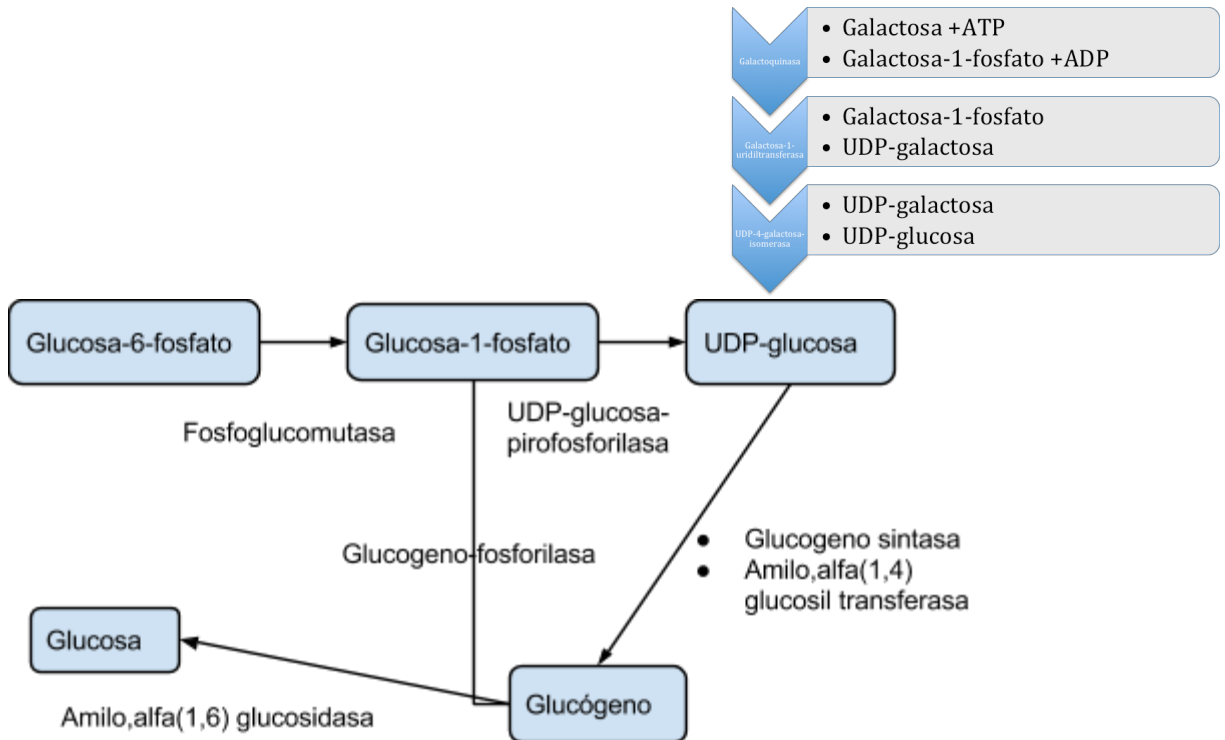 Galactoquinasa
• Galactosa +ATP
• Galactosa-1-fosfato +ADP
Galactosa-1-
uridiltransferasa
• Galactosa-1-fosfato
• UDP-galactosa
UDP-4-galactosa-
isomerasa
• UDP-galactosa
• UDP-glucosa
Glucosa-6-fosfato
Glucosa-1-fosfato
UDP-glucosa
Fosfoglucomutasa
UDP-glucosa-
pirofosforilasa
Glucogeno-fosforilasa
• Glucogeno sintasa
• Amilo,alfa(1,4)
glucosil transferasa
Glucosa
Glucógeno
Amilo,alfa(1,6) glucosidasa